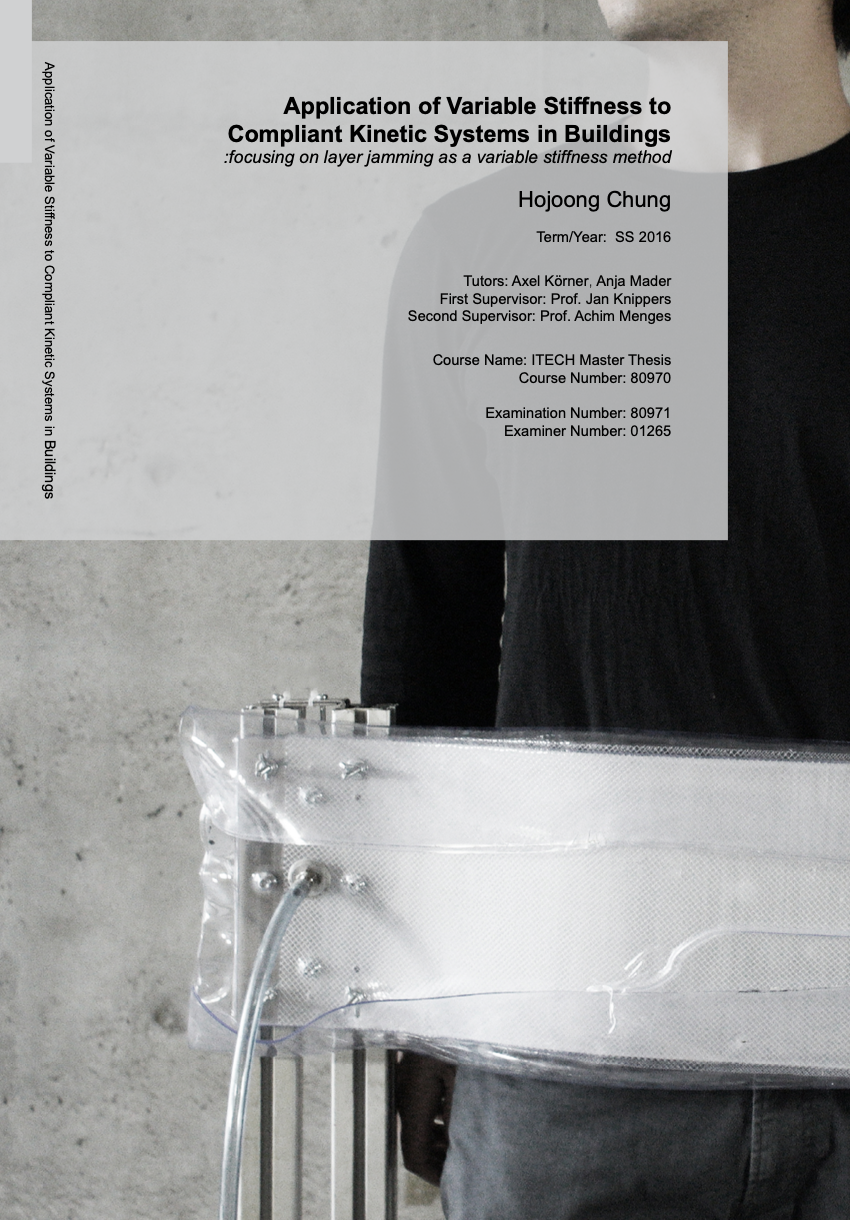 Application of Variable Stiffness to Compliant Kinetic Systems in Buildings
Application of Variable Stiffness to
Compliant Kinetic Systems in Buildings
:focusing on layer jamming as a variable stiffness method
Hojoong Chung
Term/Year:  SS 2016
Tutors: Axel Körner, Anja Mader
First Supervisor: Prof. Jan Knippers
Second Supervisor: Prof. Achim Menges
Course Name: ITECH Master Thesis
Course Number: 80970
Examination Number: 80971
Examiner Number: 01265